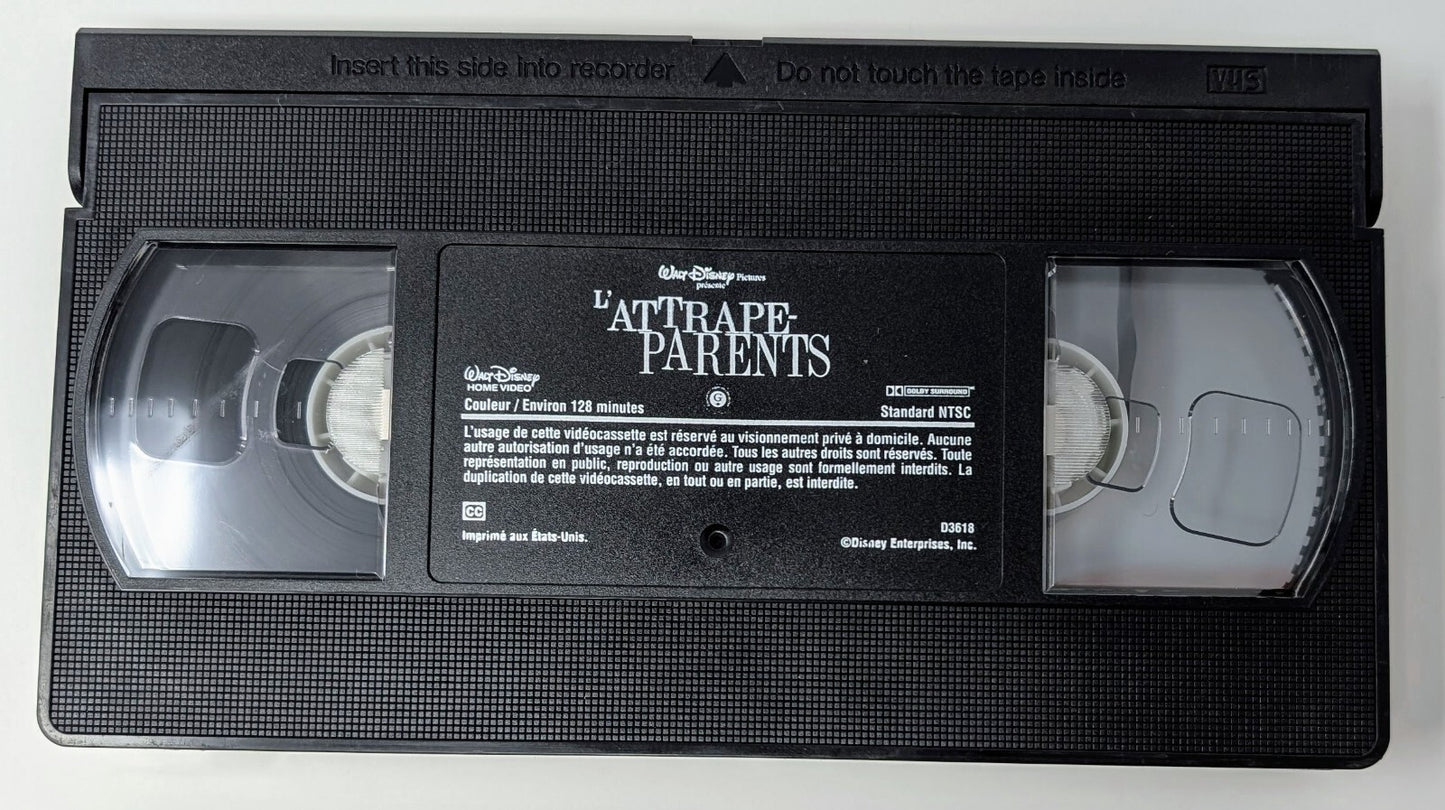 Insert this side into recorder Do not touch the tape inside VHS
WALT DISNEY Pictures
présente
L'ATTRAPE-
PARENTS
WALT DISNEY
HOME VIDEO
G
DOLBY SURROUND
Couleur / Environ 128 minutes Standard NTSC
L'usage de cette vidéocassette est réservé au visionnement privé à domicile. Aucune
autre autorisation d'usage n'a été accordée. Tous les autres droits sont réservés. Toute
représentation en public, reproduction ou autre usage sont formellement interdits. La
duplication de cette vidéocassette, en tout ou en partie, est interdite.
CC
D3618
Imprimé aux États-Unis. ©Disney Enterprises, Inc.